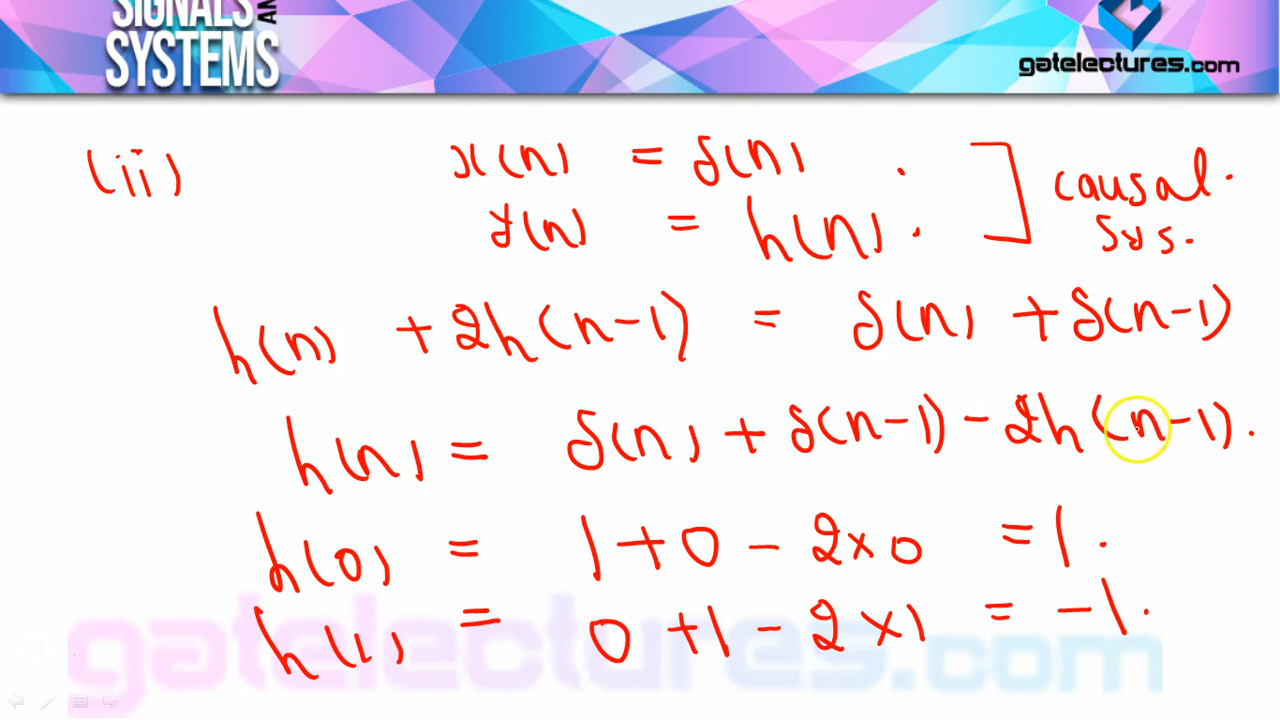 SIGNALS AN
SYSTEMS
gatelectures.com
(ii) x(n) = δ(n) ; causal.
y(n) = h(n). sys.
h(n) + 2h(n-1) = δ(n) + δ(n-1)
h(n) = δ(n) + δ(n-1) - 2h(n-1).
h(0) = 1 + 0 - 2×0 = 1.
h(1) = 0 + 1 - 2×1 = -1.
gatelectures.com